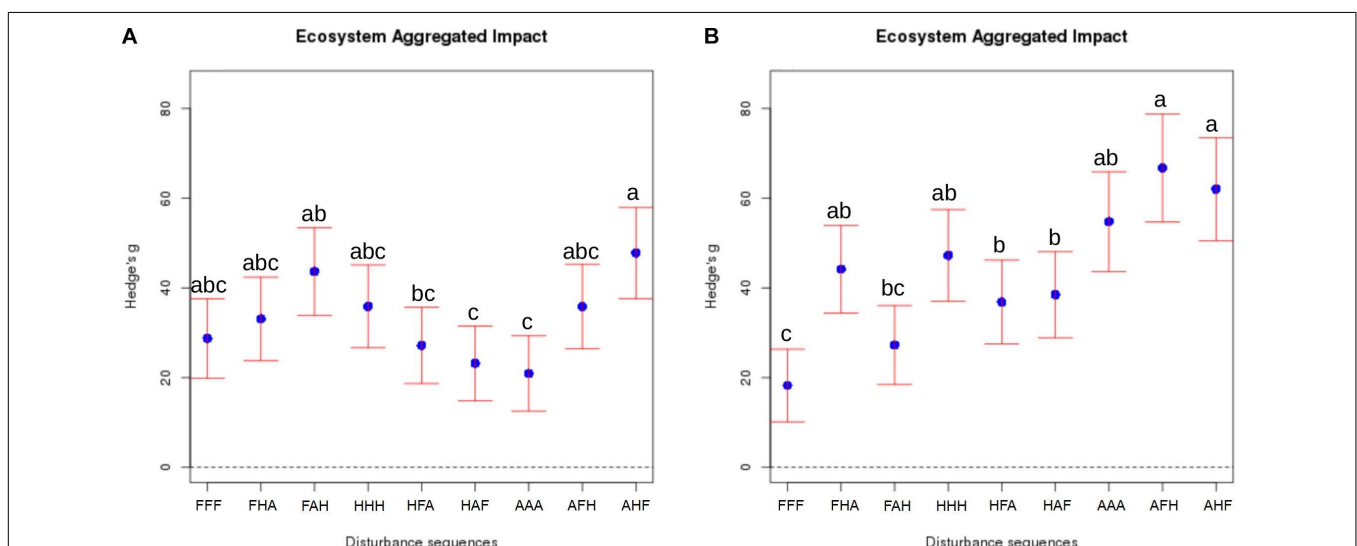 A
Ecosystem Aggregated Impact
Hedge's g
80
60
40
20
0
abc
abc
ab
abc
bc
c
c
abc
a
FFF FHA FAH HHH HFA HAF AAA AFH AHF
Disturbance sequences
B
Ecosystem Aggregated Impact
Hedge's g
80
60
40
20
0
c
ab
bc
ab
b
b
ab
a
a
FFF FHA FAH HHH HFA HAF AAA AFH AHF
Disturbance sequences